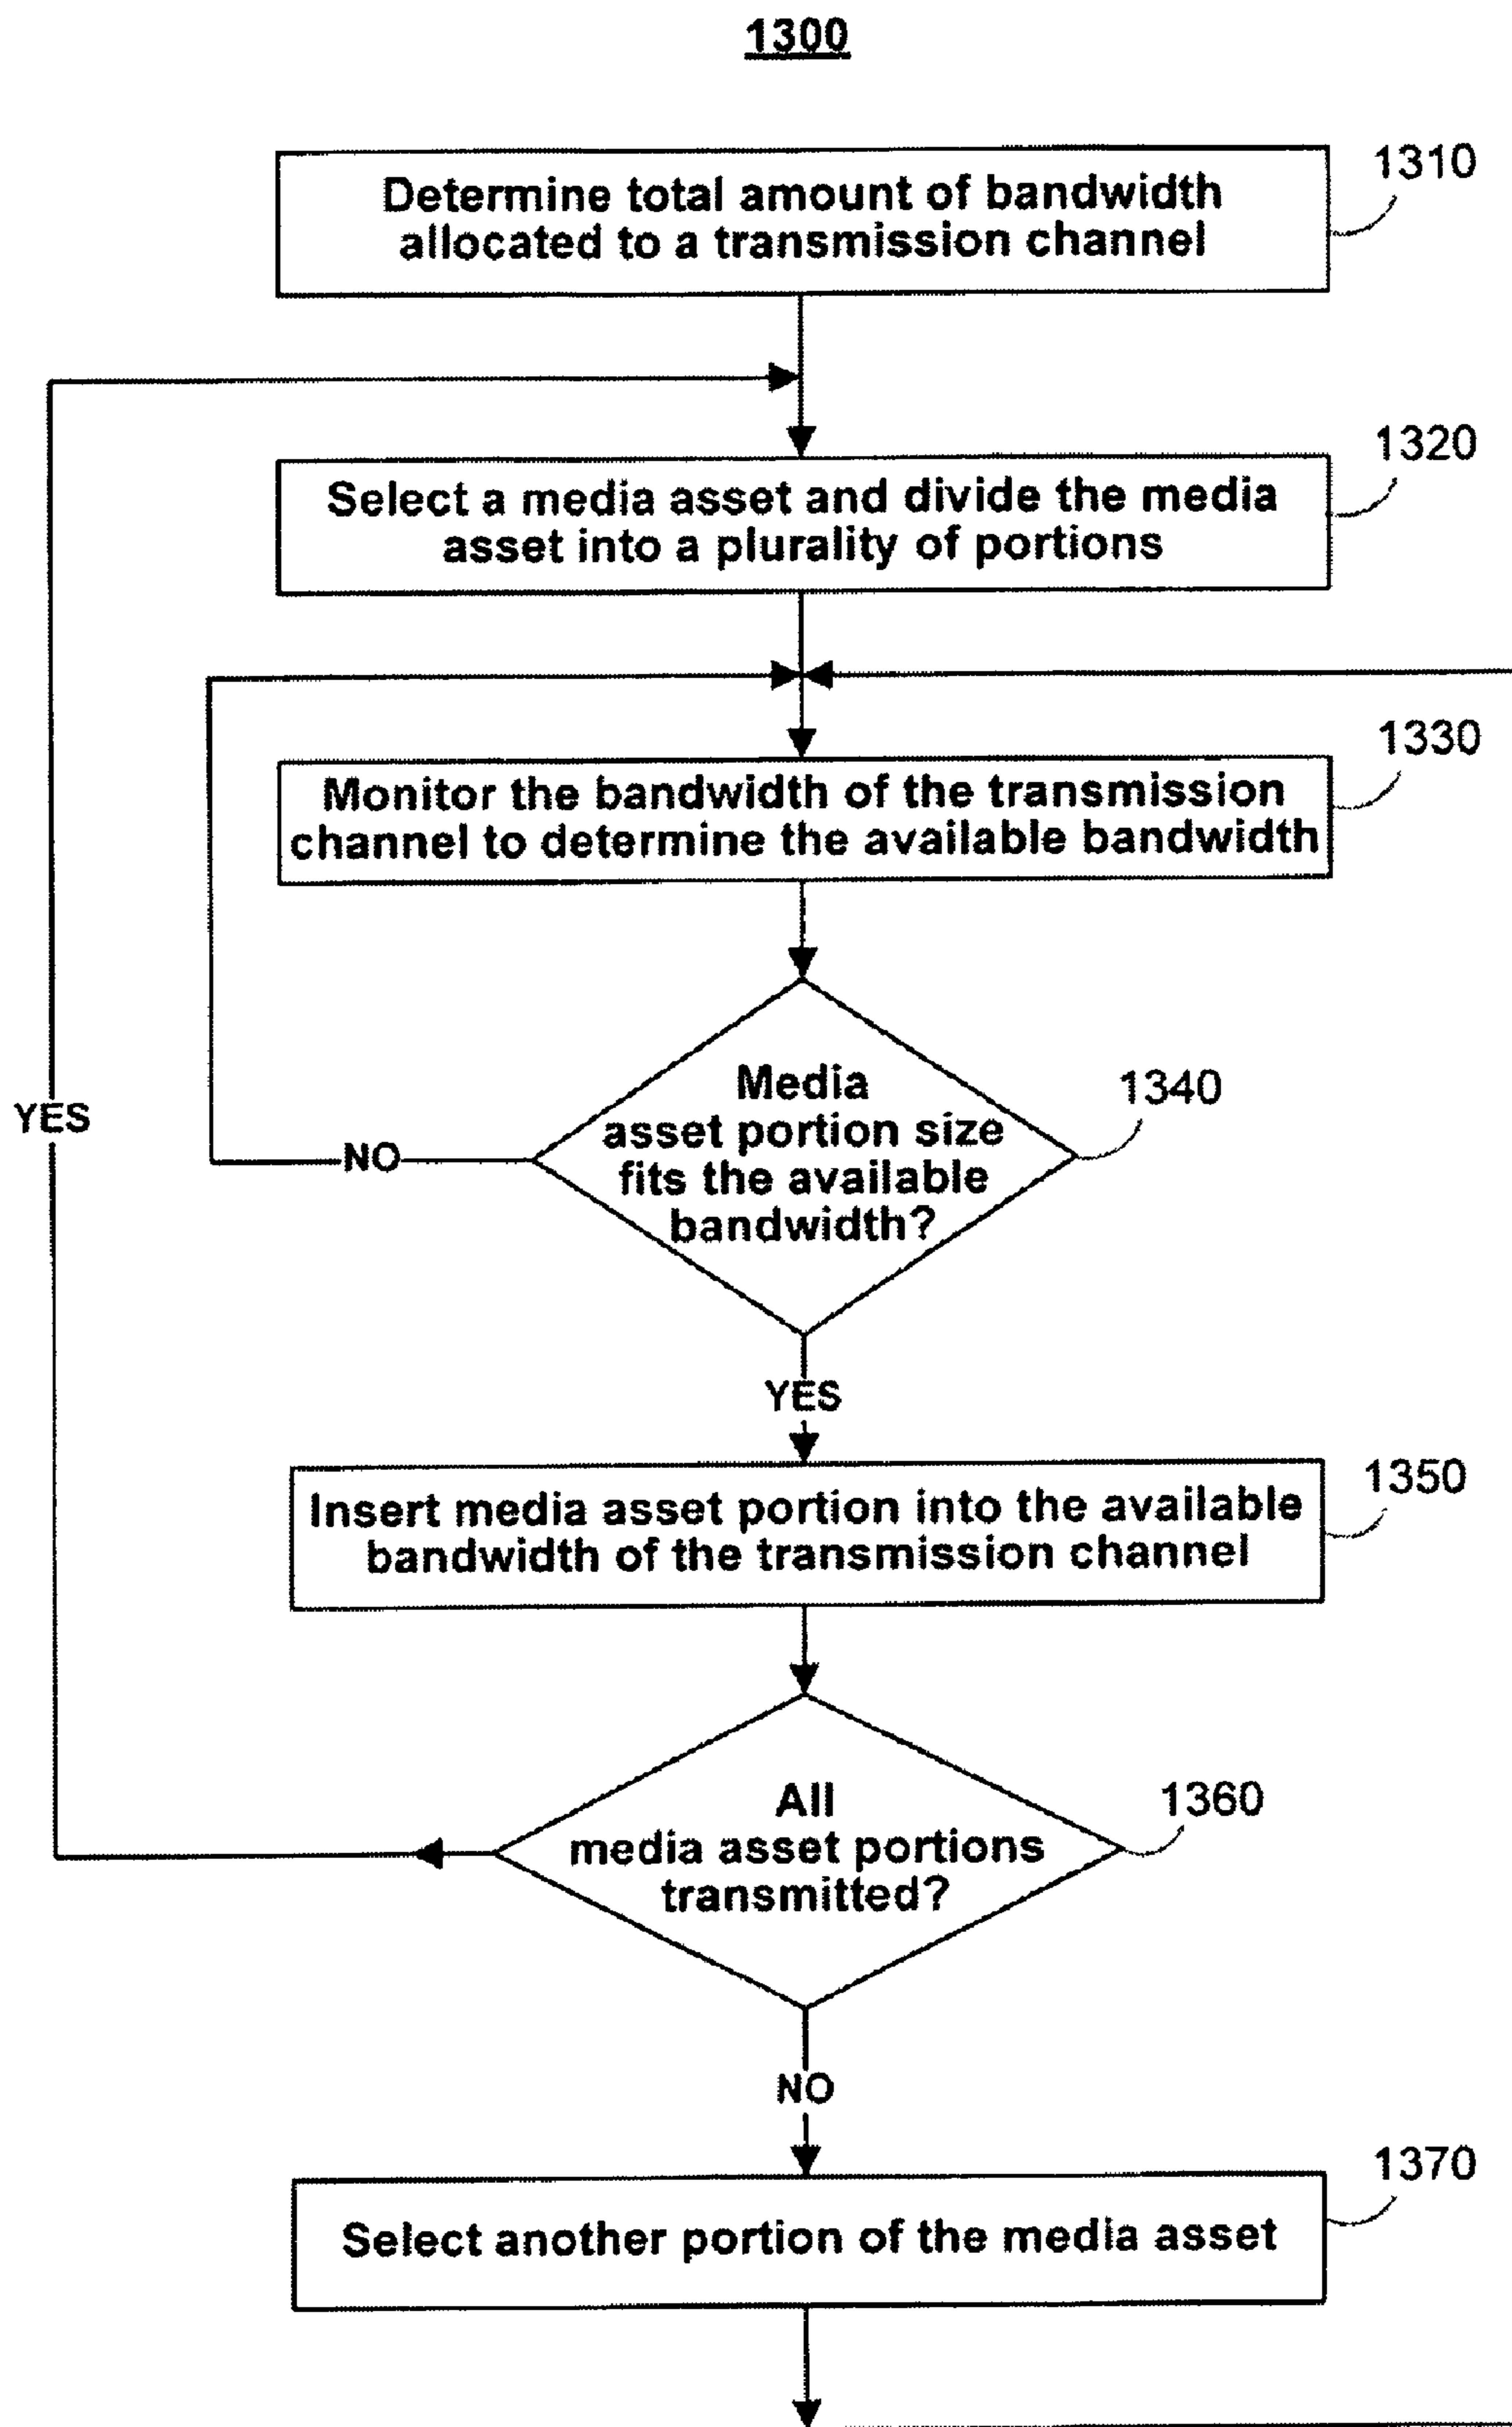 1300
1310
Determine total amount of bandwidth
allocated to a transmission channel
1320
Select a media asset and divide the media
asset into a plurality of portions
1330
Monitor the bandwidth of the transmission
channel to determine the available bandwidth
Media
asset portion size
fits the available
bandwidth?
1340
YES
NO
YES
1350
Insert media asset portion into the available
bandwidth of the transmission channel
All
media asset portions
transmitted?
1360
NO
1370
Select another portion of the media asset